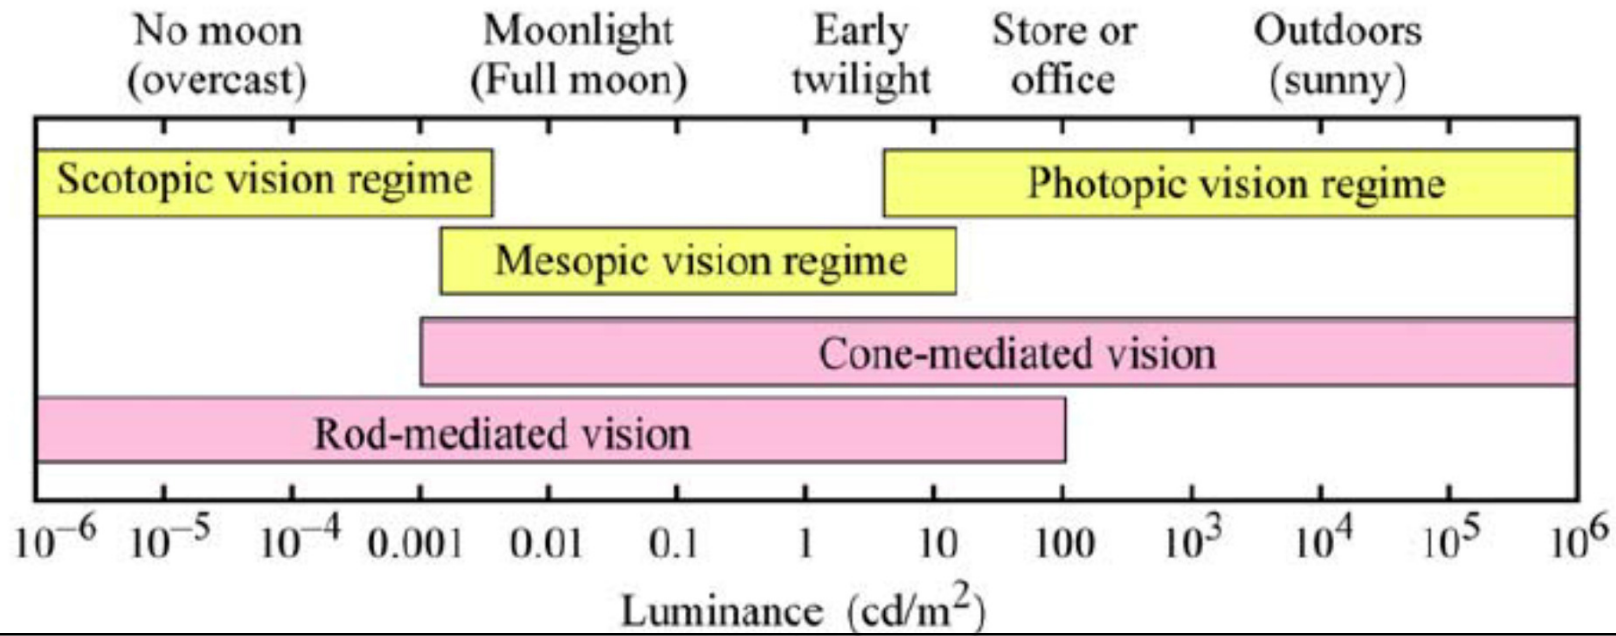 No moon
(overcast)
Moonlight
(Full moon)
Early
twilight
Store or
office
Outdoors
(sunny)
Scotopic vision regime
Photopic vision regime
Mesopic vision regime
Cone-mediated vision
Rod-mediated vision
10⁻⁶ 10⁻⁵ 10⁻⁴ 0.001 0.01 0.1 1 10 100 10³ 10⁴ 10⁵ 10⁶
Luminance (cd/m²)